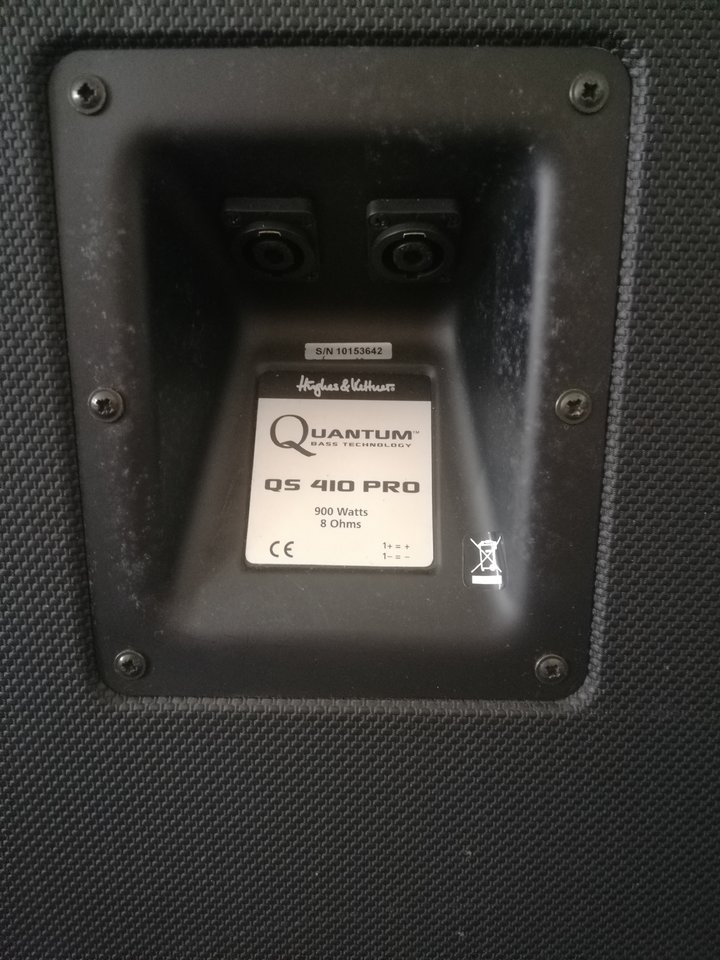 S/N 10153642
Hughes & Kettner®
QUANTUM™
BASS TECHNOLOGY
QS 410 PRO
900 Watts
8 Ohms
CE
1+ = +
1– = –